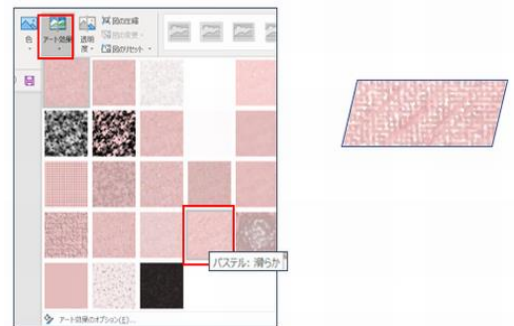 色
アート効果
透明度
図の圧縮
図の変更
図のリセット
パステル: 滑らか
アート効果のオプション(E)...